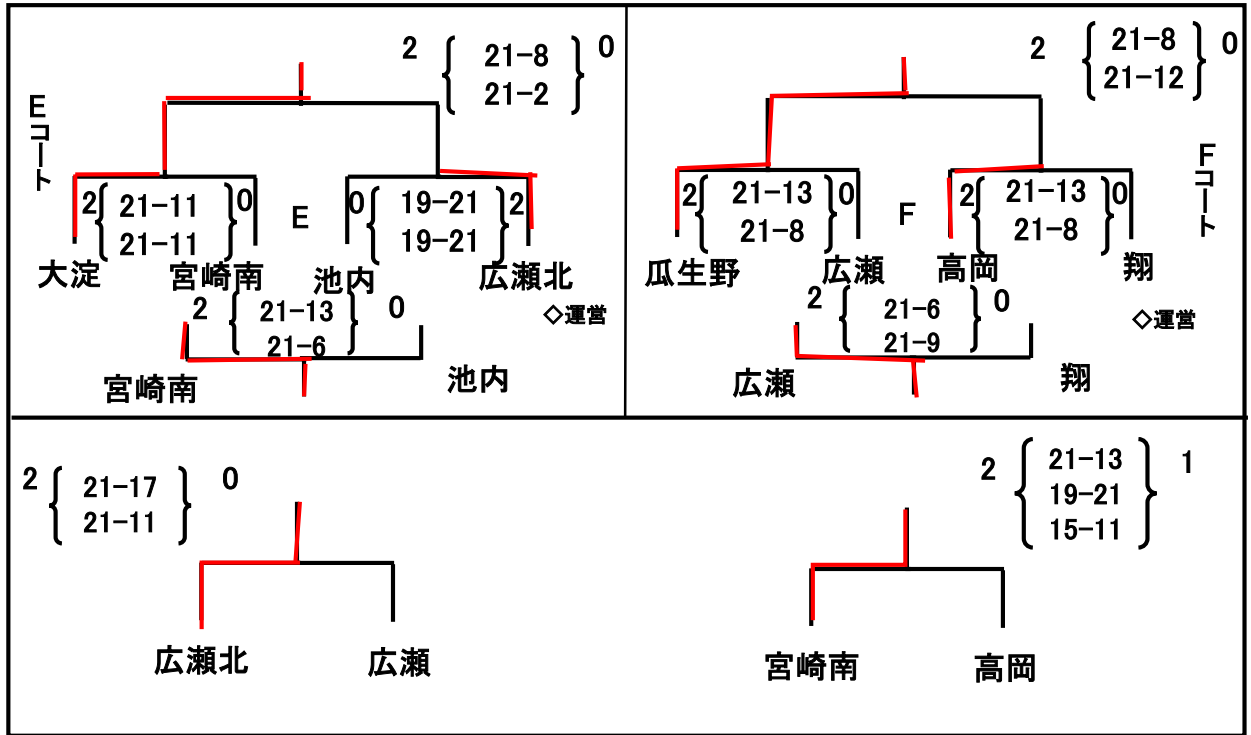 Eコート
2 { 21-8 } 0
21-2
2 { 21-11 } 0
21-11
E
0 { 19-21 } 2
19-21
大淀 宮崎南 池内 広瀬北
2 { 21-13 } 0
21-6
◇運営
宮崎南 池内
2 { 21-8 } 0
21-12
Fコート
2 { 21-13 } 0
21-8
F
2 { 21-13 } 0
21-8
瓜生野 広瀬 高岡 翔
2 { 21-6 } 0
21-9
◇運営
広瀬 翔
2 { 21-17 } 0
21-11
広瀬北 広瀬
2 { 21-13 } 1
19-21
15-11
宮崎南 高岡